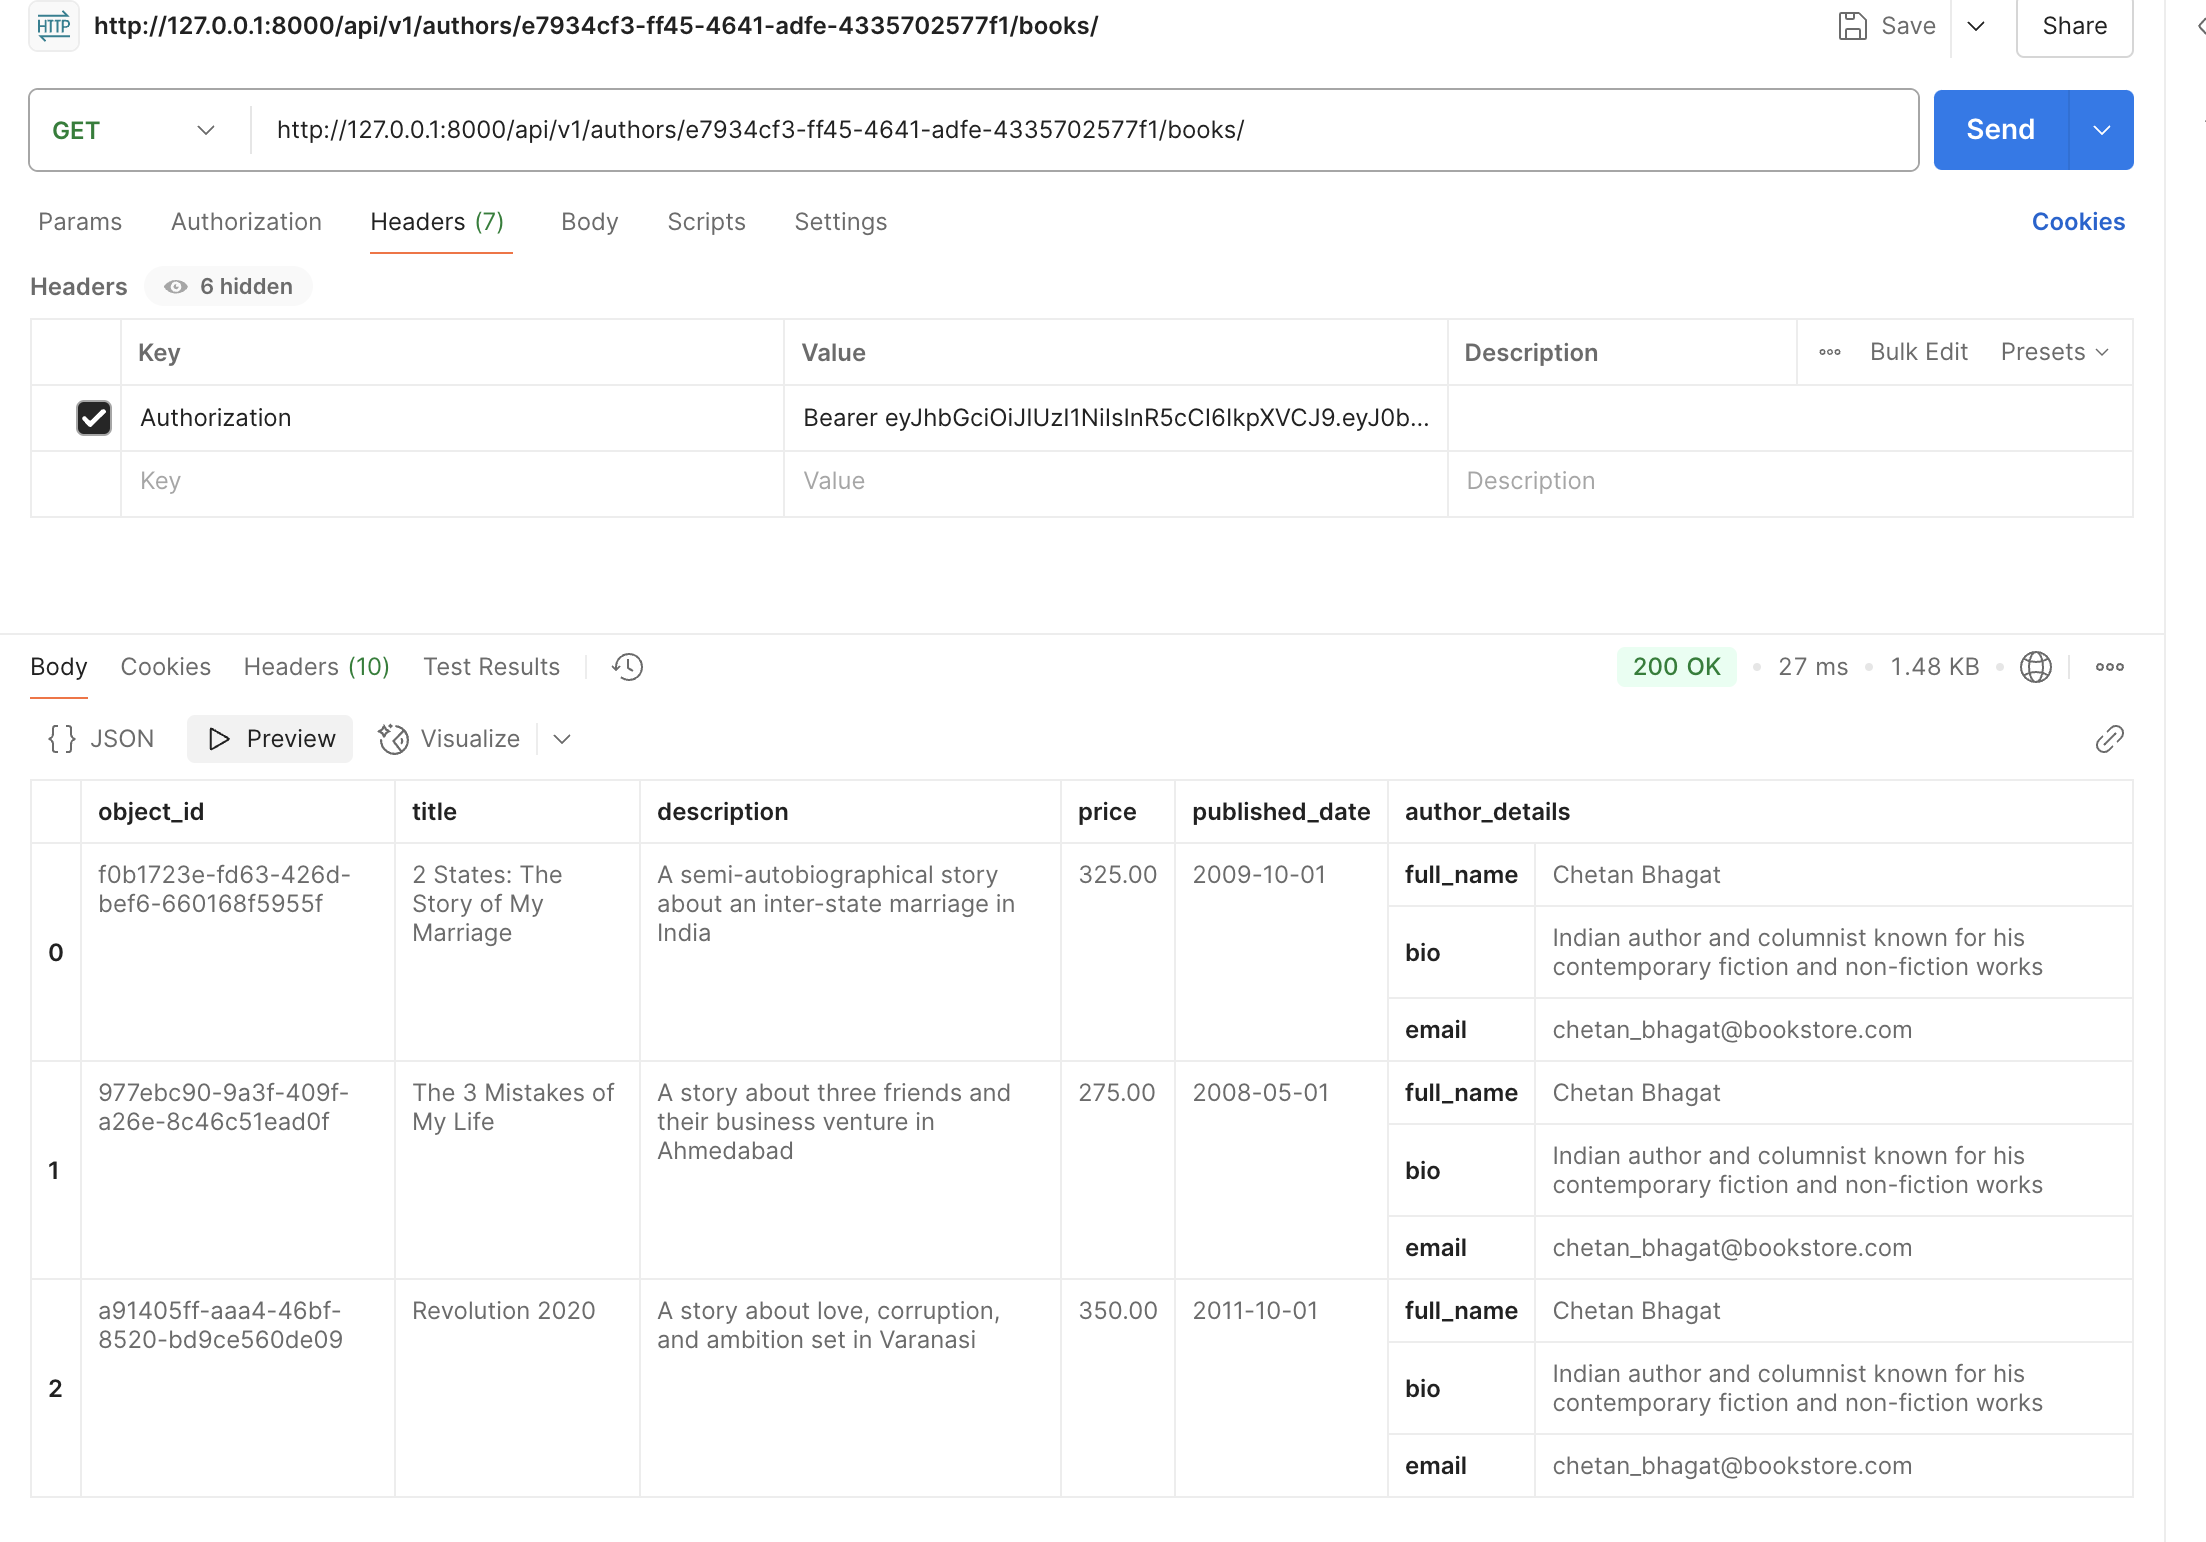 HTTP http://127.0.0.1:8000/api/v1/authors/e7934cf3-ff45-4641-adfe-4335702577f1/books/ Save Share
GET http://127.0.0.1:8000/api/v1/authors/e7934cf3-ff45-4641-adfe-4335702577f1/books/ Send
Params Authorization Headers (7) Body Scripts Settings Cookies
Headers 6 hidden
Key Value Description Bulk Edit Presets
Authorization Bearer eyJhbGciOiJIUzI1NiIsInR5cCI6IkpXVCJ9.eyJ0b...
Key Value Description
Body Cookies Headers (10) Test Results 200 OK 27 ms 1.48 KB
{} JSON Preview Visualize
object_id title description price published_date author_details
0
f0b1723e-fd63-426d-
bef6-660168f5955f
2 States: The
Story of My
Marriage
A semi-autobiographical story
about an inter-state marriage in
India
325.00
2009-10-01
full_name Chetan Bhagat
bio
Indian author and columnist known for his
contemporary fiction and non-fiction works
email chetan_bhagat@bookstore.com
1
977ebc90-9a3f-409f-
a26e-8c46c51ead0f
The 3 Mistakes of
My Life
A story about three friends and
their business venture in
Ahmedabad
275.00
2008-05-01
full_name Chetan Bhagat
bio
Indian author and columnist known for his
contemporary fiction and non-fiction works
email chetan_bhagat@bookstore.com
2
a91405ff-aaa4-46bf-
8520-bd9ce560de09
Revolution 2020
A story about love, corruption,
and ambition set in Varanasi
350.00
2011-10-01
full_name Chetan Bhagat
bio
Indian author and columnist known for his
contemporary fiction and non-fiction works
email chetan_bhagat@bookstore.com